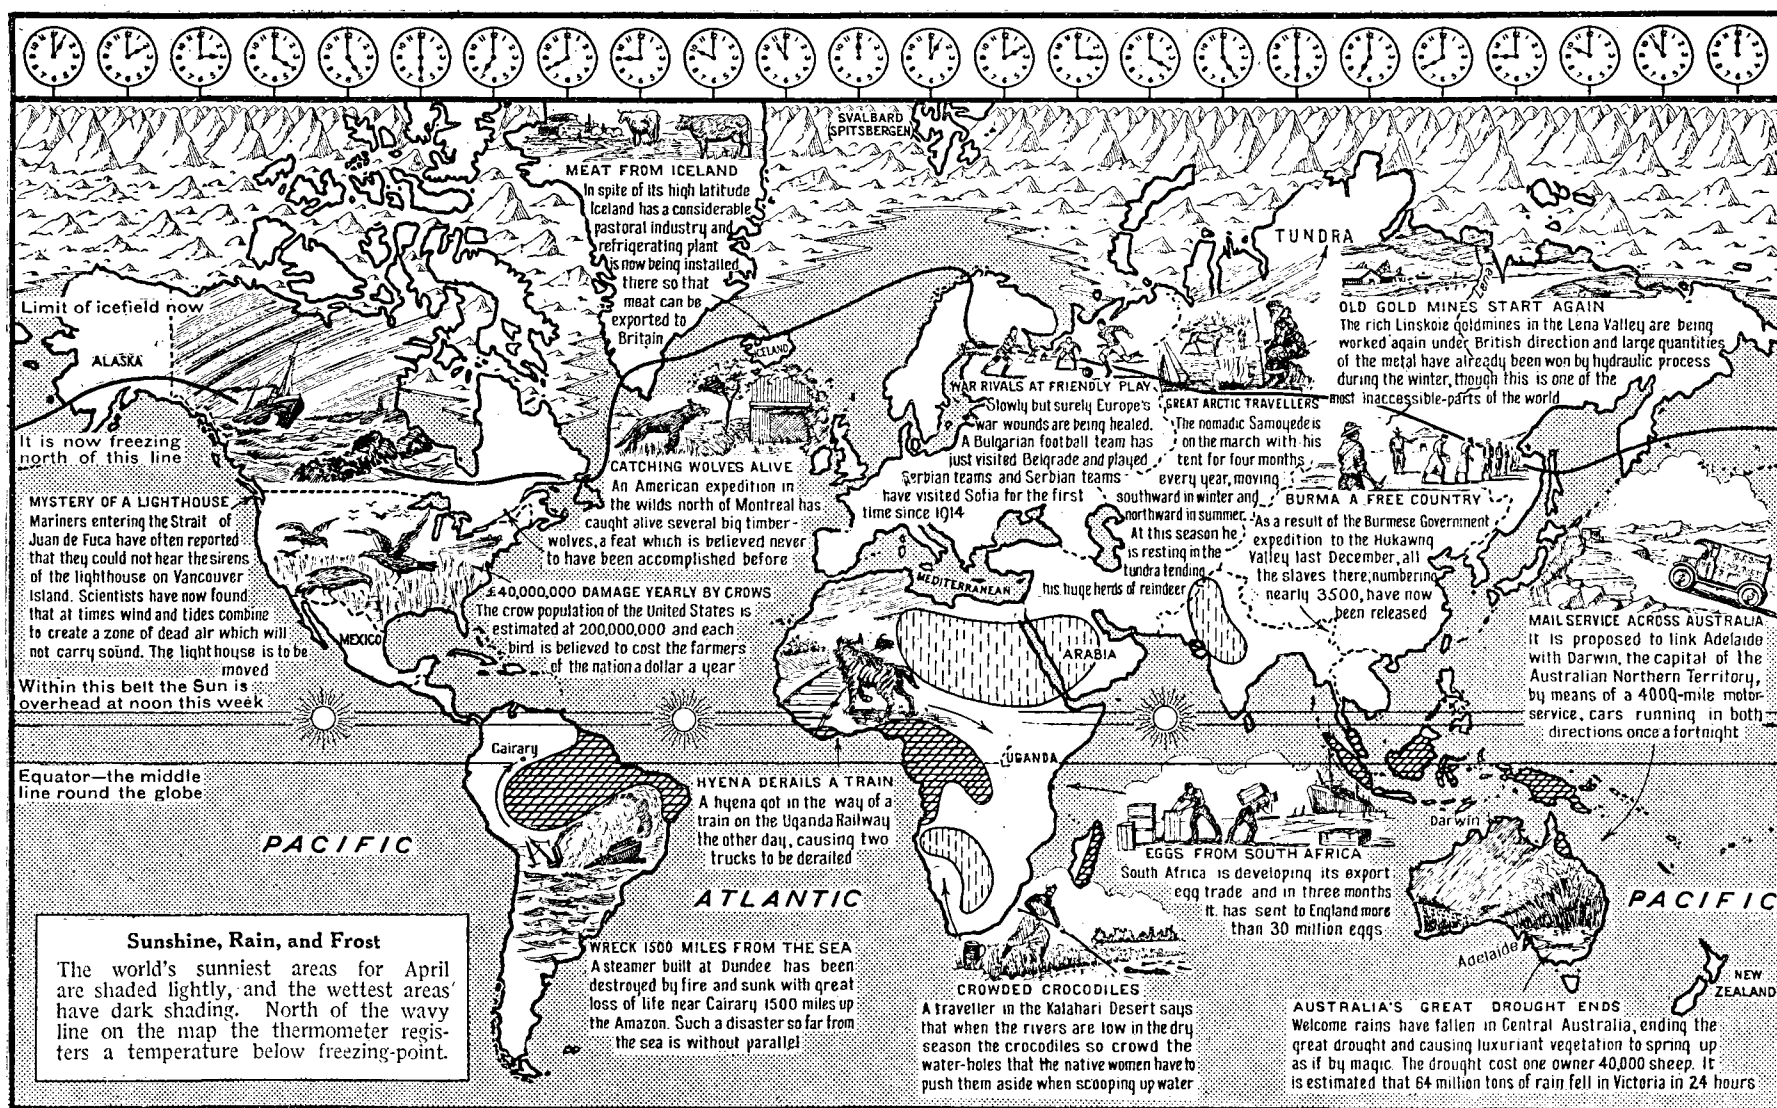 SVALBARD
SPITSBERGEN
MEAT FROM ICELAND
In spite of its high latitude
Iceland has a considerable
pastoral industry and
refrigerating plant
is now being installed
there so that
meat can be
exported to
Britain
TUNDRA
Limit of icefield now
ALASKA
ICELAND
Lena
OLD GOLD MINES START AGAIN
The rich Linskoie goldmines in the Lena Valley are being
worked again under British direction and large quantities
of the metal have already been won by hydraulic process
during the winter, though this is one of the
most inaccessible parts of the world
WAR RIVALS AT FRIENDLY PLAY
Slowly but surely Europe's
war wounds are being healed.
A Bulgarian football team has
just visited Belgrade and played
Serbian teams and Serbian teams
have visited Sofia for the first
time since 1914
GREAT ARCTIC TRAVELLERS
The nomadic Samoyede is
on the march with his
tent for four months
every year, moving
southward in winter and
northward in summer.
At this season he
is resting in the
tundra tending
his huge herds of reindeer
It is now freezing
north of this line
CATCHING WOLVES ALIVE
An American expedition in
the wilds north of Montreal has
caught alive several big timber-
wolves, a feat which is believed never
to have been accomplished before
BURMA A FREE COUNTRY
As a result of the Burmese Government
expedition to the Hukawng
Valley last December, all
the slaves there, numbering
nearly 3500, have now
been released
MYSTERY OF A LIGHTHOUSE
Mariners entering the Strait of
Juan de Fuca have often reported
that they could not hear the sirens
of the lighthouse on Vancouver
Island. Scientists have now found
that at times wind and tides combine
to create a zone of dead air which will
not carry sound. The lighthouse is to be
moved
£40,000,000 DAMAGE YEARLY BY CROWS
The crow population of the United States is
estimated at 200,000,000 and each
bird is believed to cost the farmers
of the nation a dollar a year
MEXICO
MEDITERRANEAN
ARABIA
MAIL SERVICE ACROSS AUSTRALIA
It is proposed to link Adelaide
with Darwin, the capital of the
Australian Northern Territory,
by means of a 4000-mile motor-
service, cars running in both
directions once a fortnight
Within this belt the Sun is
overhead at noon this week
Cairary
UGANDA
Equator—the middle
line round the globe
HYENA DERAILS A TRAIN
A hyena got in the way of a
train on the Uganda Railway
the other day, causing two
trucks to be derailed
Darwin
PACIFIC
EGGS FROM SOUTH AFRICA
South Africa is developing its export
egg trade and in three months
it has sent to England more
than 30 million eggs
ATLANTIC
PACIFIC
Adelaide
NEW
ZEALAND
Sunshine, Rain, and Frost
The world's sunniest areas for April
are shaded lightly, and the wettest areas
have dark shading. North of the wavy
line on the map the thermometer regis-
ters a temperature below freezing-point.
WRECK 1500 MILES FROM THE SEA
A steamer built at Dundee has been
destroyed by fire and sunk with great
loss of life near Cairary 1500 miles up
the Amazon. Such a disaster so far from
the sea is without parallel
CROWDED CROCODILES
A traveller in the Kalahari Desert says
that when the rivers are low in the dry
season the crocodiles so crowd the
water-holes that the native women have to
push them aside when scooping up water
AUSTRALIA'S GREAT DROUGHT ENDS
Welcome rains have fallen in Central Australia, ending the
great drought and causing luxuriant vegetation to spring up
as if by magic. The drought cost one owner 40,000 sheep. It
is estimated that 64 million tons of rain fell in Victoria in 24 hours